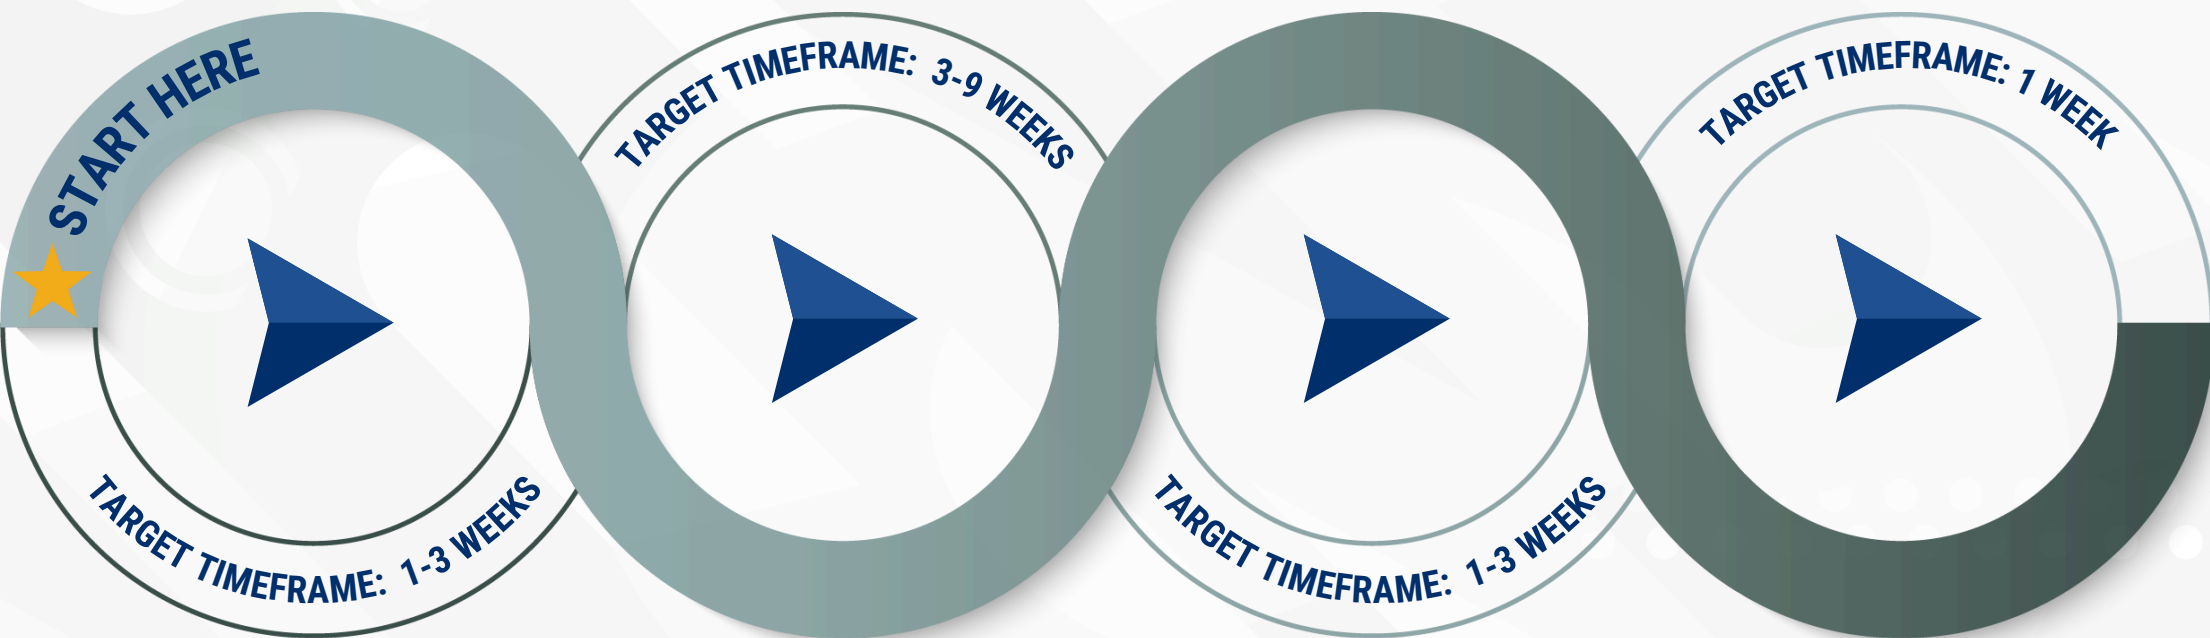 START HERE
TARGET TIMEFRAME: 1-3 WEEKS
TARGET TIMEFRAME: 3-9 WEEKS
TARGET TIMEFRAME: 1-3 WEEKS
TARGET TIMEFRAME: 1 WEEK